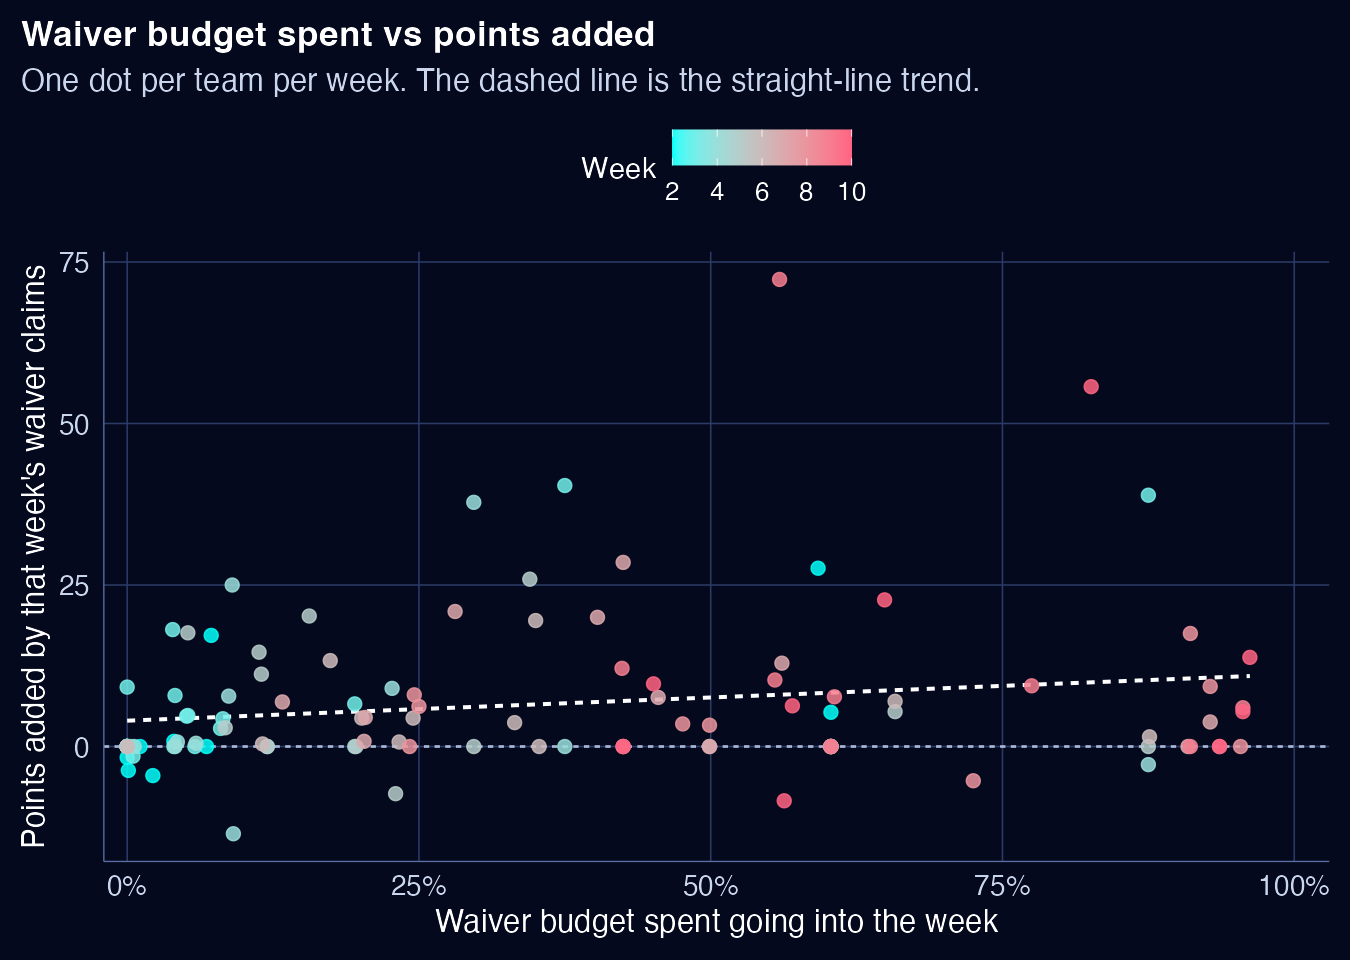 Waiver budget spent vs points added
One dot per team per week. The dashed line is the straight-line trend.
Week
2 4 6 8 10
Points added by that week's waiver claims
75
50
25
0
0% 25% 50% 75% 100%
Waiver budget spent going into the week